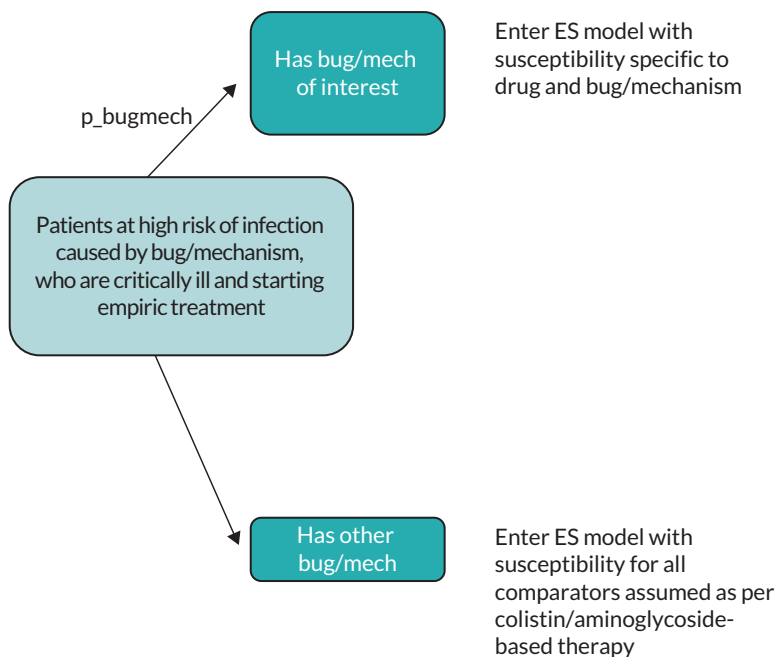 Has bug/mech
of interest
Enter ES model with
susceptibility specific to
drug and bug/mechanism
p_bugmech
Patients at high risk of infection
caused by bug/mechanism,
who are critically ill and starting
empiric treatment
Has other
bug/mech
Enter ES model with
susceptibility for all
comparators assumed as per
colistin/aminoglycoside-
based therapy